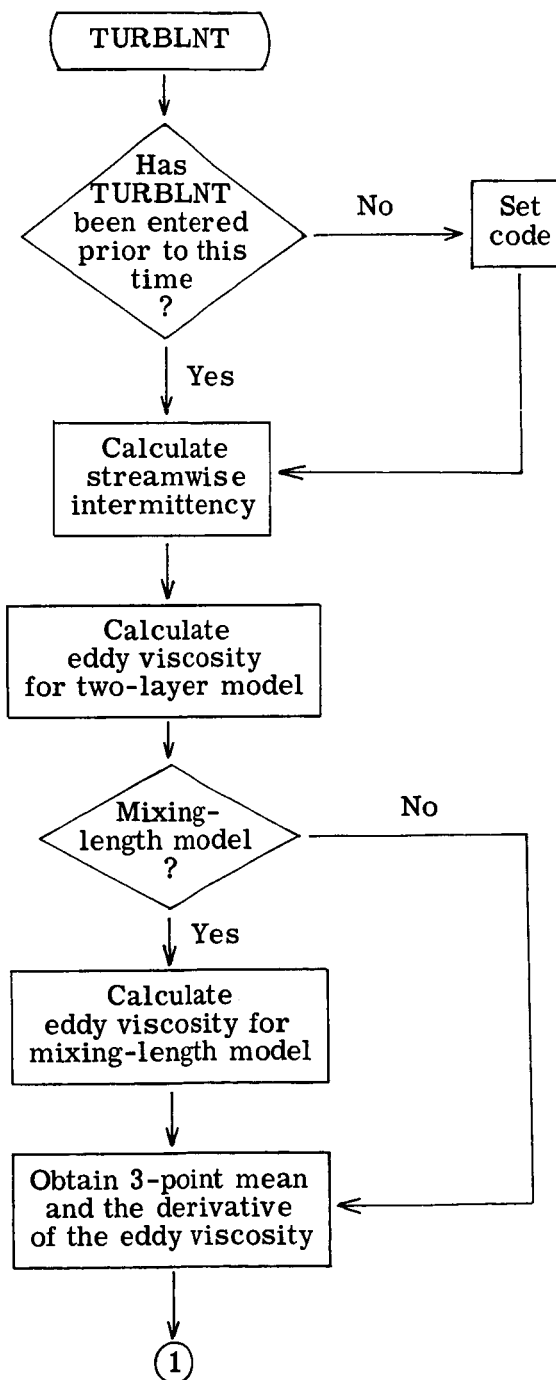 TURBLNT
Has
TURBLNT
been entered
prior to this
time
?
No
Set
code
Yes
Calculate
streamwise
intermittency
Calculate
eddy viscosity
for two-layer model
Mixing-
length model
?
No
Yes
Calculate
eddy viscosity for
mixing-length model
Obtain 3-point mean
and the derivative
of the eddy viscosity
1